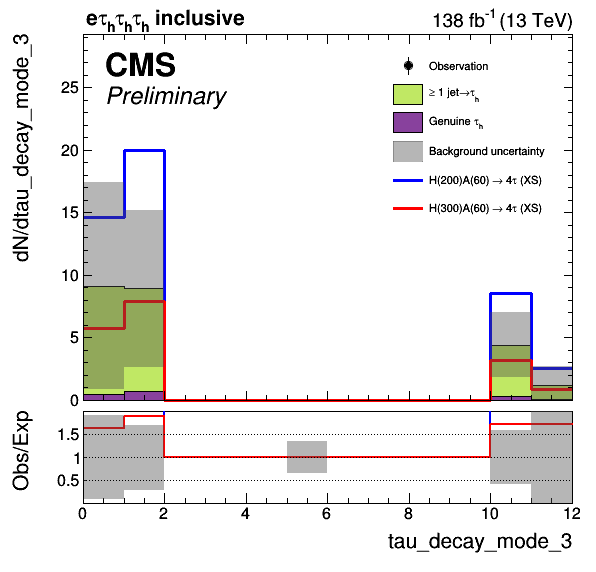 eτhτhτh inclusive
138 fb-1 (13 TeV)
CMS
Preliminary
Observation
≥ 1 jet→τh
Genuine τh
Background uncertainty
H(200)A(60) → 4τ (XS)
H(300)A(60) → 4τ (XS)
dN/dtau_decay_mode_3
25
20
15
10
5
0
Obs/Exp
1.5
1
0.5
0 2 4 6 8 10 12
tau_decay_mode_3